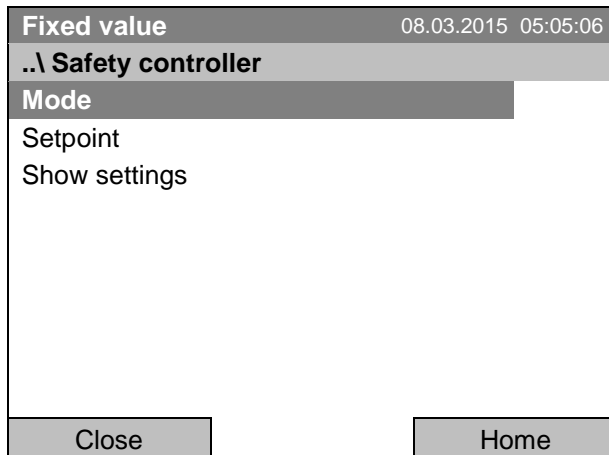 Fixed value 08.03.2015 05:05:06
..\ Safety controller
Mode
Setpoint
Show settings
Close Home